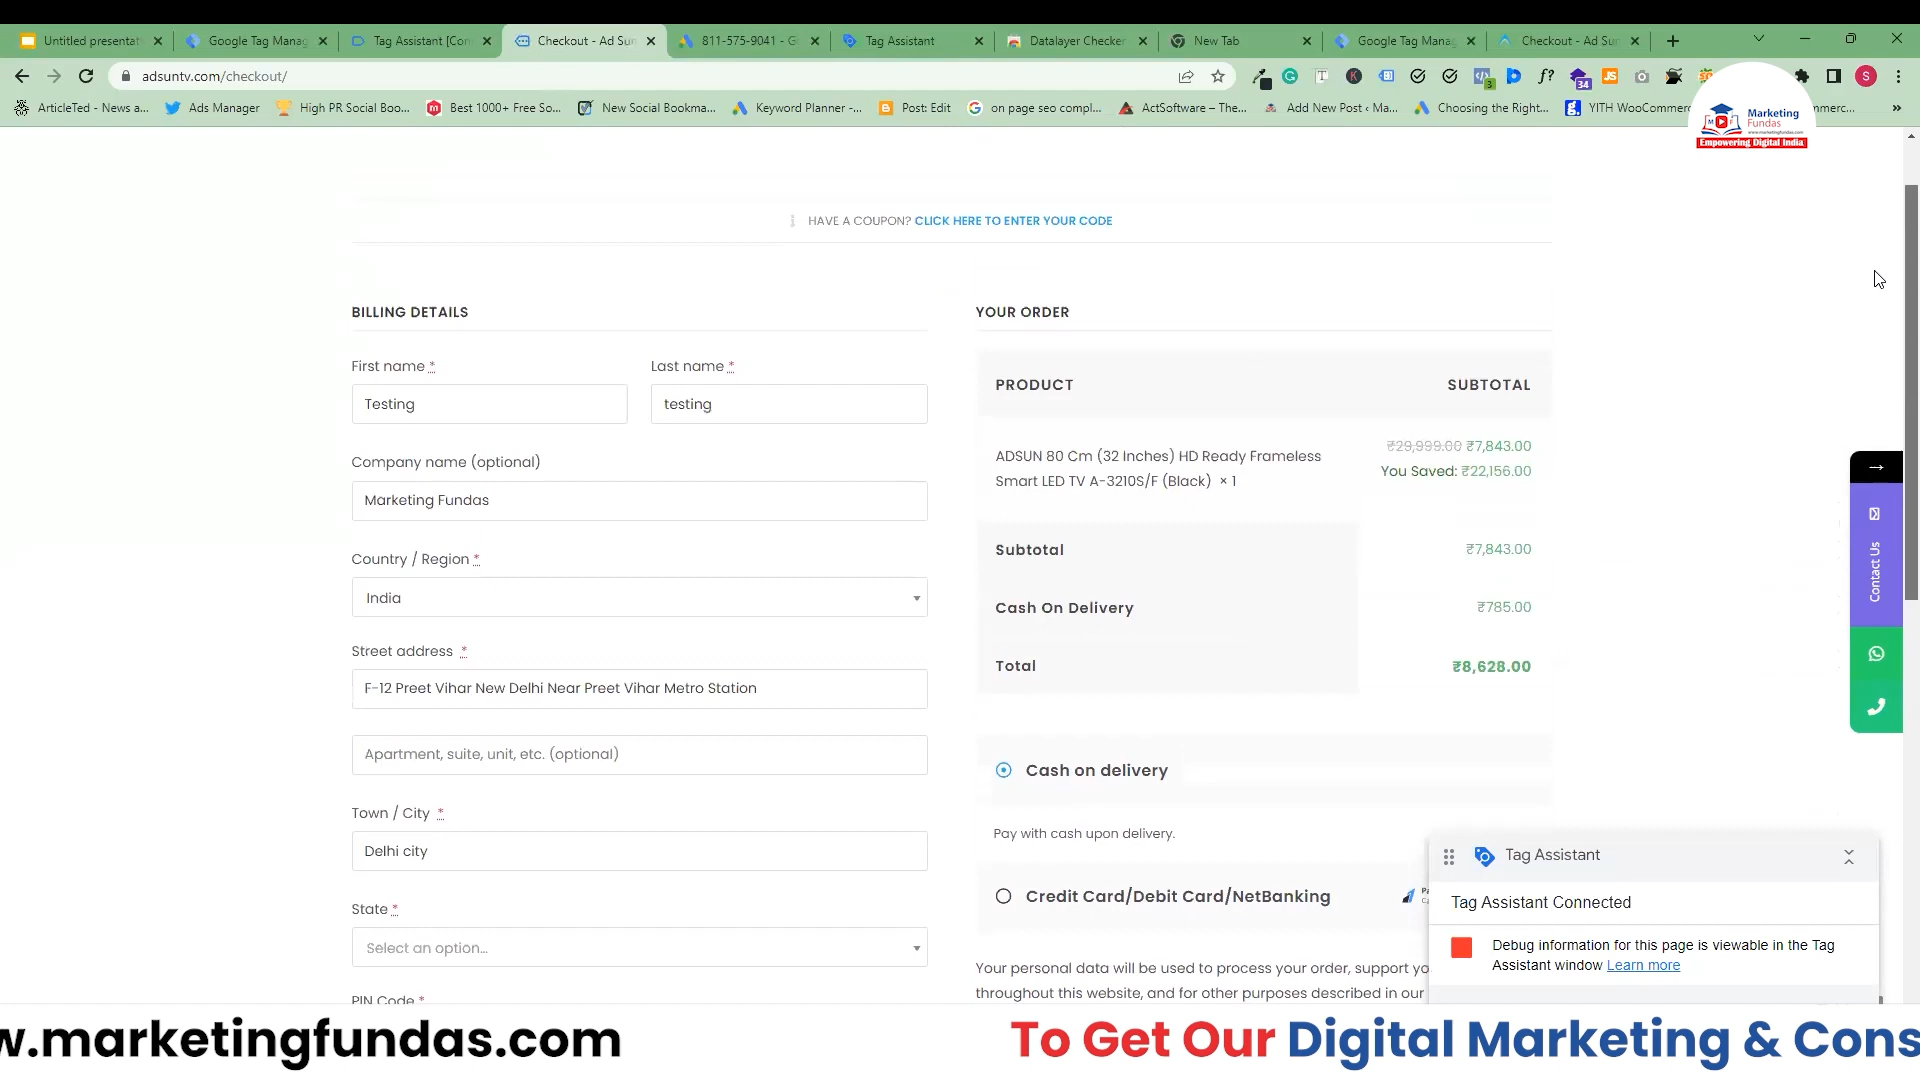 Untitled presentat
Google Tag Manag
Tag Assistant [Con
Checkout - Ad Sun
811-575-9041 - G
Tag Assistant
Datalayer Checker
New Tab
Google Tag Manag
Checkout - Ad Sun
adsuntv.com/checkout/
ArticleTed - News a...
Ads Manager
High PR Social Boo...
Best 1000+ Free So...
New Social Bookma...
Keyword Planner -...
Post: Edit
on page seo compl...
ActSoftware – The...
Add New Post ‹ Ma...
Choosing the Right...
YITH WooCommerc
mmerc...
Marketing
Fundas
Empowering Digital India
HAVE A COUPON? CLICK HERE TO ENTER YOUR CODE
BILLING DETAILS
First name *
Last name *
Testing
testing
Company name (optional)
Marketing Fundas
Country / Region *
India
Street address *
F-12 Preet Vihar New Delhi Near Preet Vihar Metro Station
Apartment, suite, unit, etc. (optional)
Town / City *
Delhi city
State *
Select an option...
PIN Code *
YOUR ORDER
PRODUCT SUBTOTAL
ADSUN 80 Cm (32 Inches) HD Ready Frameless
Smart LED TV A-3210S/F (Black) × 1
₹29,999.00 ₹7,843.00
You Saved: ₹22,156.00
Subtotal ₹7,843.00
Cash On Delivery ₹785.00
Total ₹8,628.00
Cash on delivery
Pay with cash upon delivery.
Credit Card/Debit Card/NetBanking
Your personal data will be used to process your order, support yo
throughout this website, and for other purposes described in our
Contact Us
Tag Assistant
Tag Assistant Connected
Debug information for this page is viewable in the Tag
Assistant window Learn more
w.marketingfundas.com
To Get Our Digital Marketing & Cons